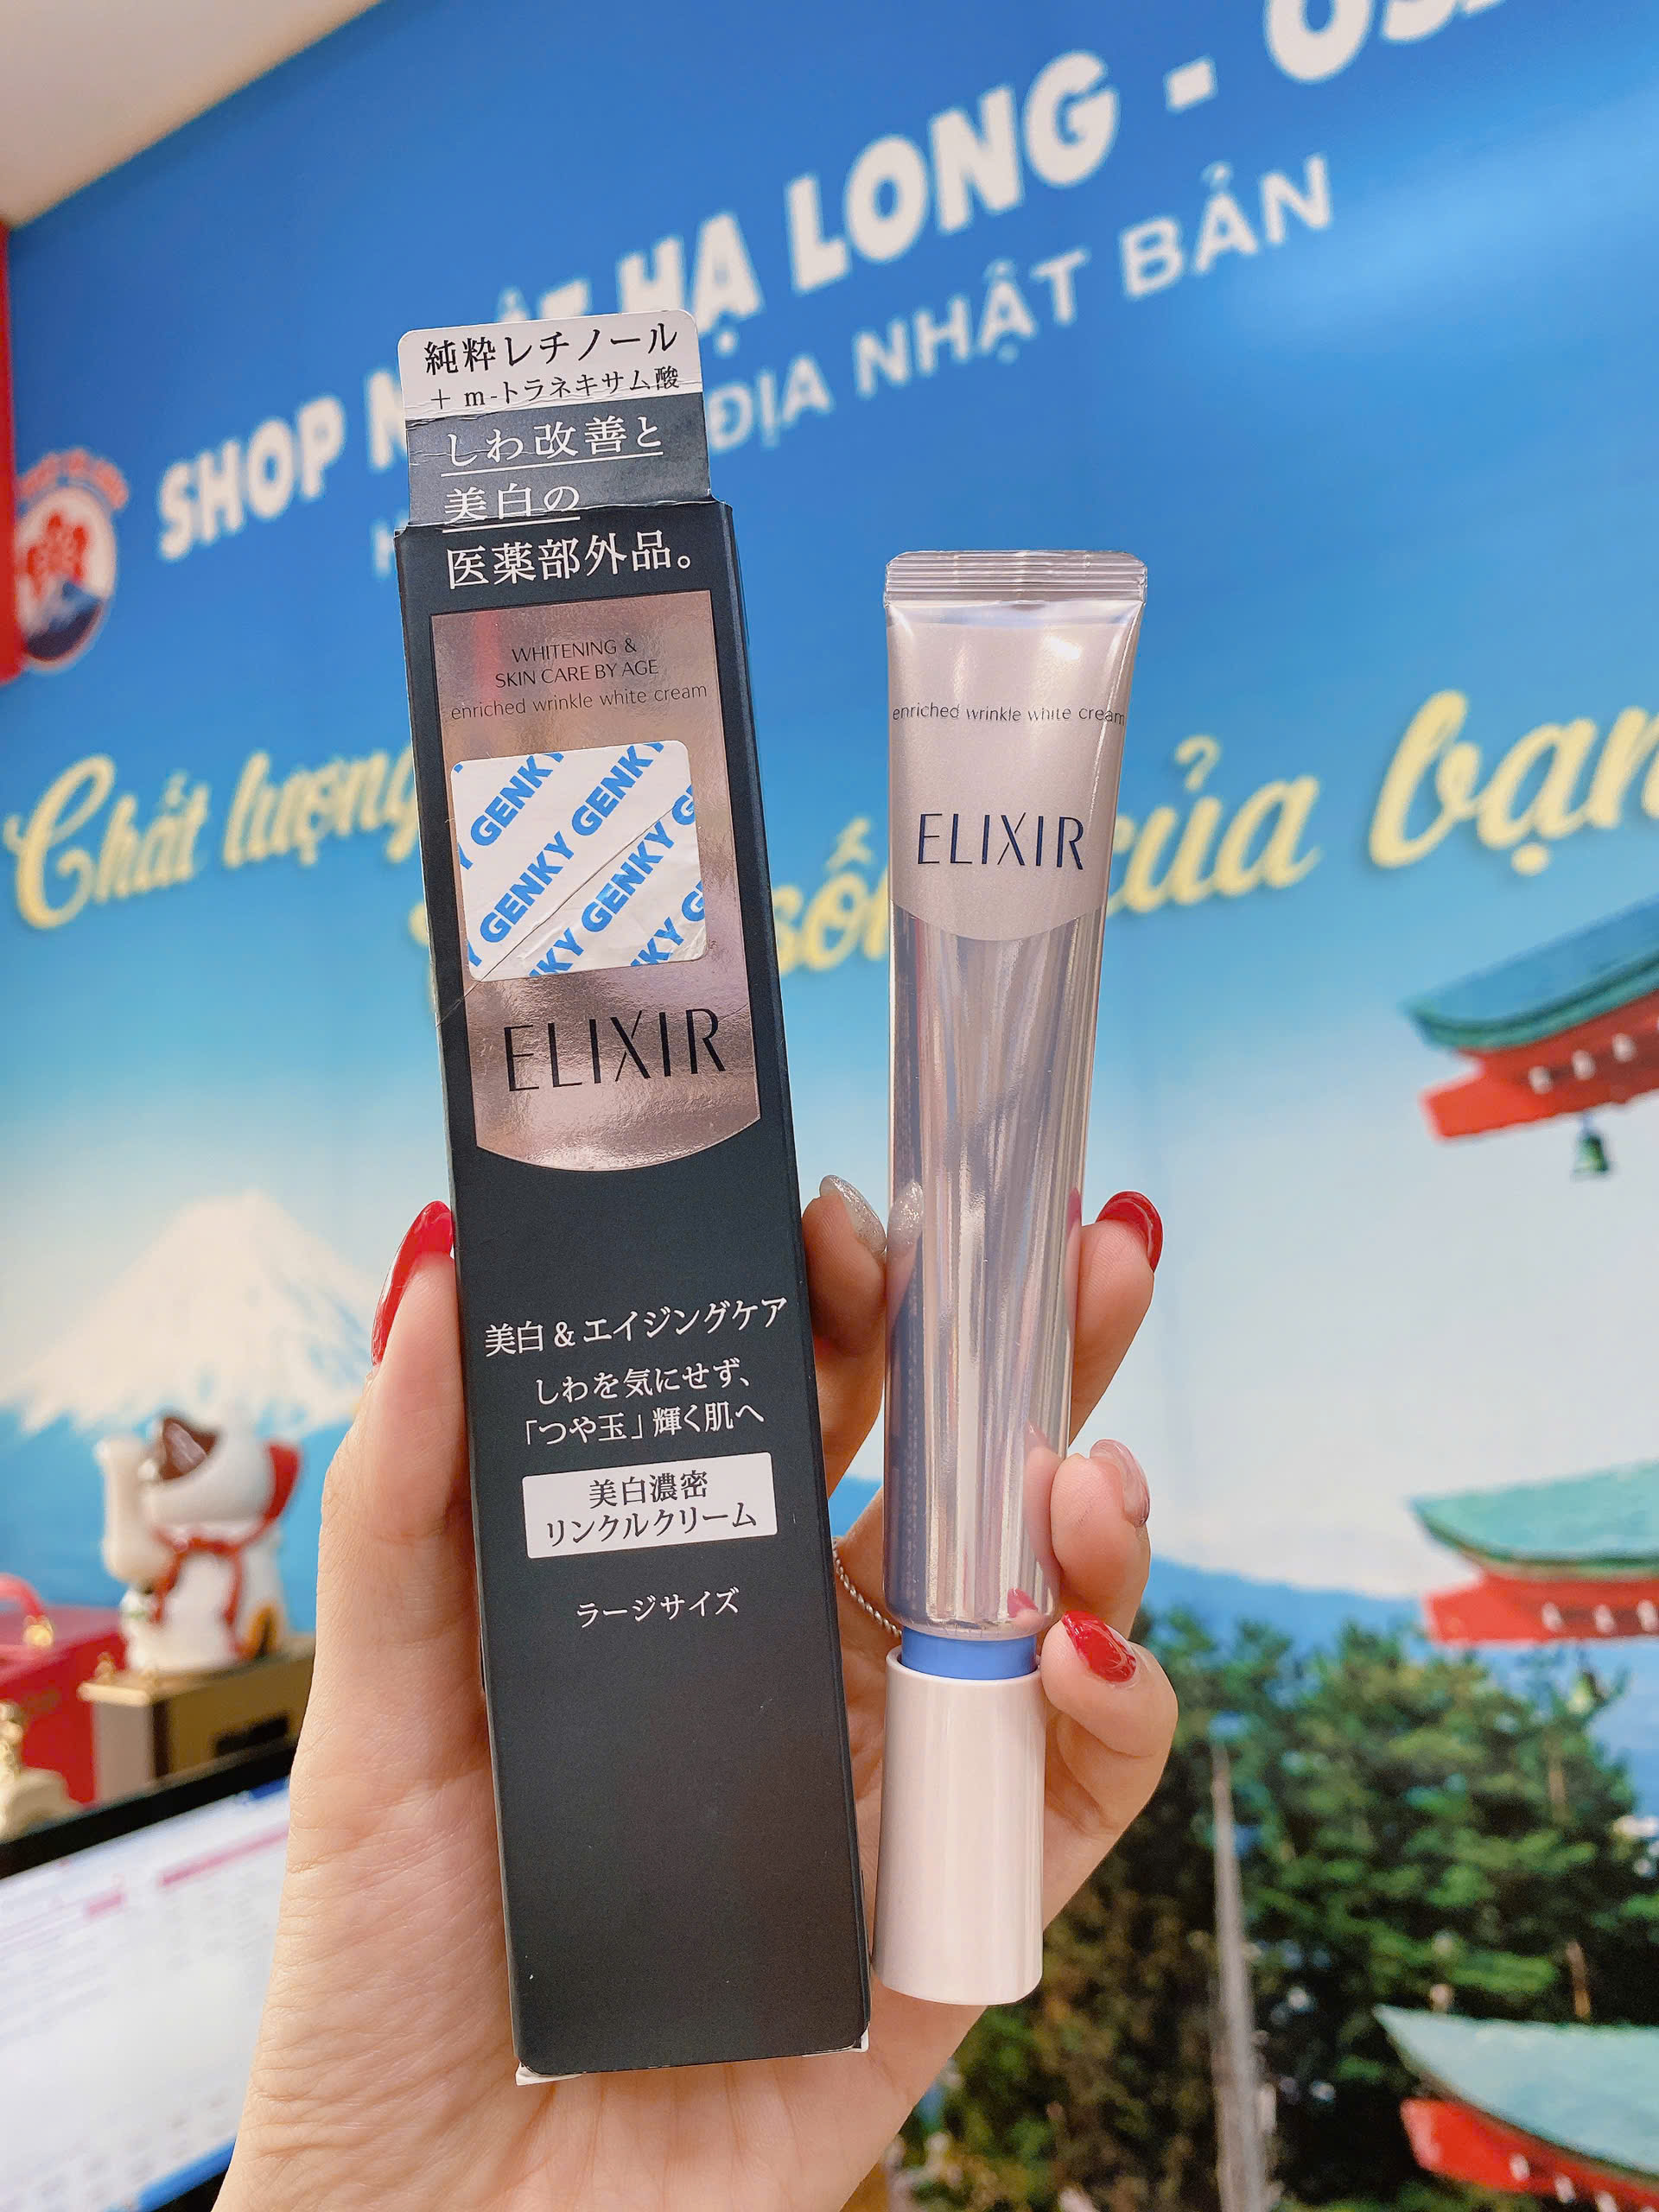 SHOP HẠ LONG -
ĐỊA NHẬT BẢN
Chất lượng
của bạn
純粋レチノール
+ m-トラネキサム酸
しわ改善と
美白の
医薬部外品。
WHITENING &
SKIN CARE BY AGE
enriched wrinkle white cream
GENKY GENKY
GENKY GENKY
ELIXIR
美白&エイジングケア
しわを気にせず、
「つや玉」輝く肌へ
美白濃密
リンクルクリーム
ラージサイズ
enriched wrinkle white cream
ELIXIR